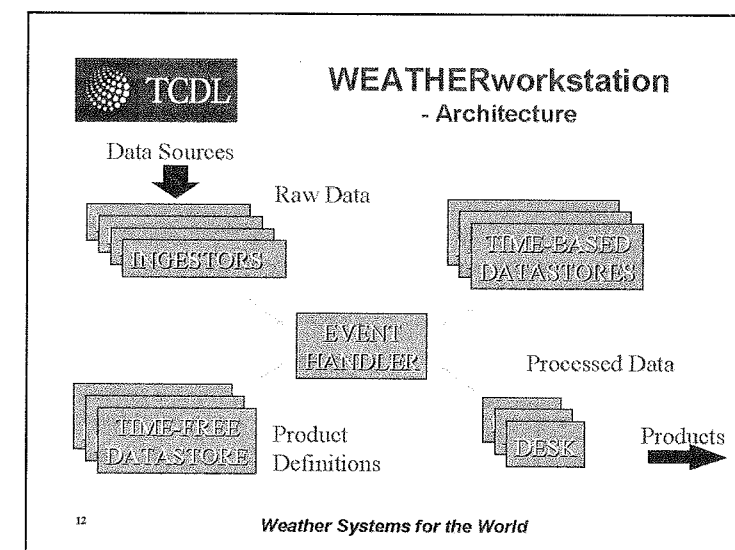 TCDL
WEATHERworkstation
- Architecture
Data Sources
Raw Data
INGESTORS
TIME-BASED
DATASTORES
EVENT
HANDLER
Processed Data
TIME-FREE
DATASTORE
Product
Definitions
DESK
Products
12
Weather Systems for the World